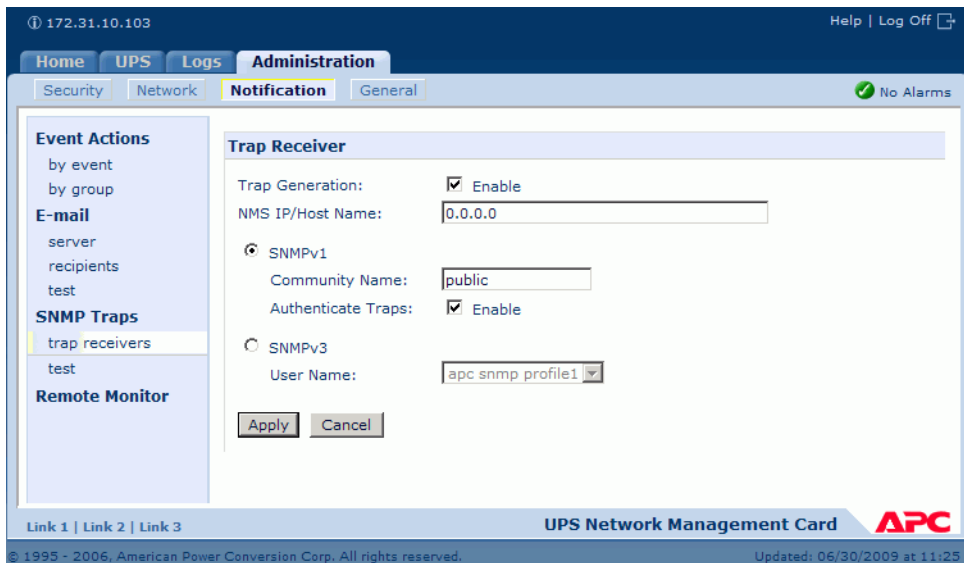 172.31.10.103
Help | Log Off
Home UPS Logs Administration
Security Network Notification General
No Alarms
Event Actions
by event
by group
E-mail
server
recipients
test
SNMP Traps
trap receivers
test
Remote Monitor
Trap Receiver
Trap Generation: Enable
NMS IP/Host Name: 0.0.0.0
SNMPv1
Community Name: public
Authenticate Traps: Enable
SNMPv3
User Name: apc snmp profile1
Apply Cancel
Link 1 | Link 2 | Link 3
UPS Network Management Card
APC
© 1995 - 2006, American Power Conversion Corp. All rights reserved.
Updated: 06/30/2009 at 11:25